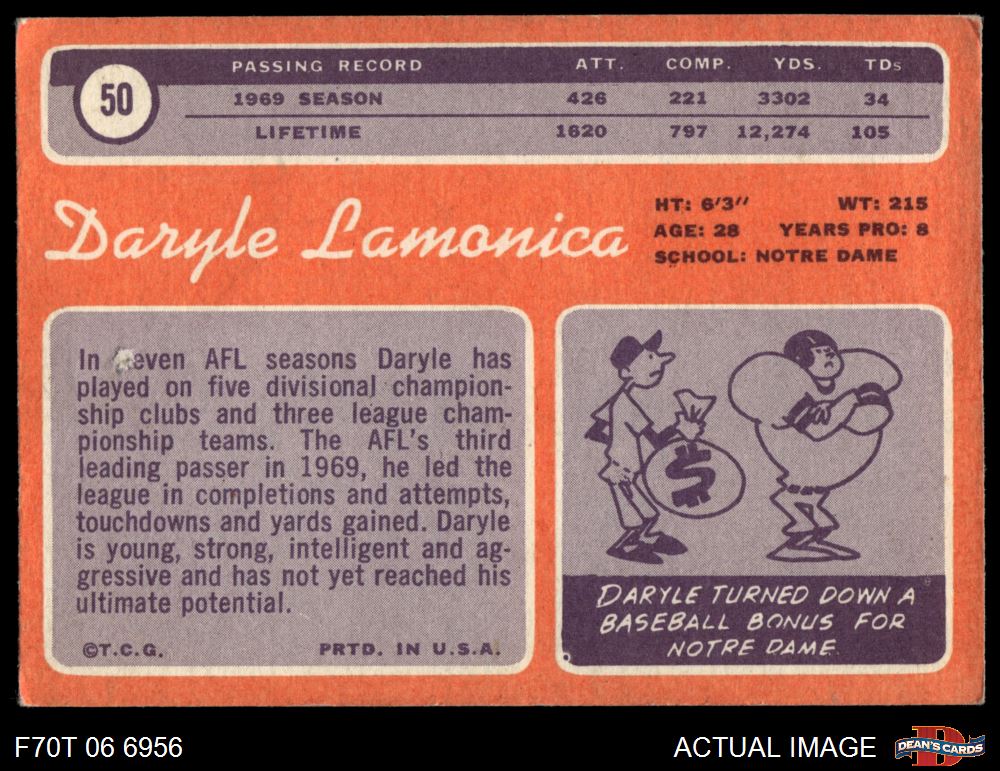 50
PASSING RECORD ATT. COMP. YDS. TDs
1969 SEASON 426 221 3302 34
LIFETIME 1620 797 12,274 105
Daryle Lamonica
HT: 6'3" WT: 215
AGE: 28 YEARS PRO: 8
SCHOOL: NOTRE DAME
In seven AFL seasons Daryle has
played on five divisional champion-
ship clubs and three league cham-
pionship teams. The AFL's third
leading passer in 1969, he led the
league in completions and attempts,
touchdowns and yards gained. Daryle
is young, strong, intelligent and ag-
gressive and has not yet reached his
ultimate potential.
©T.C.G. PRTD. IN U.S.A.
$
DARYLE TURNED DOWN A
BASEBALL BONUS FOR
NOTRE DAME
F70T 06 6956 ACTUAL IMAGE
DEAN'S CARDS